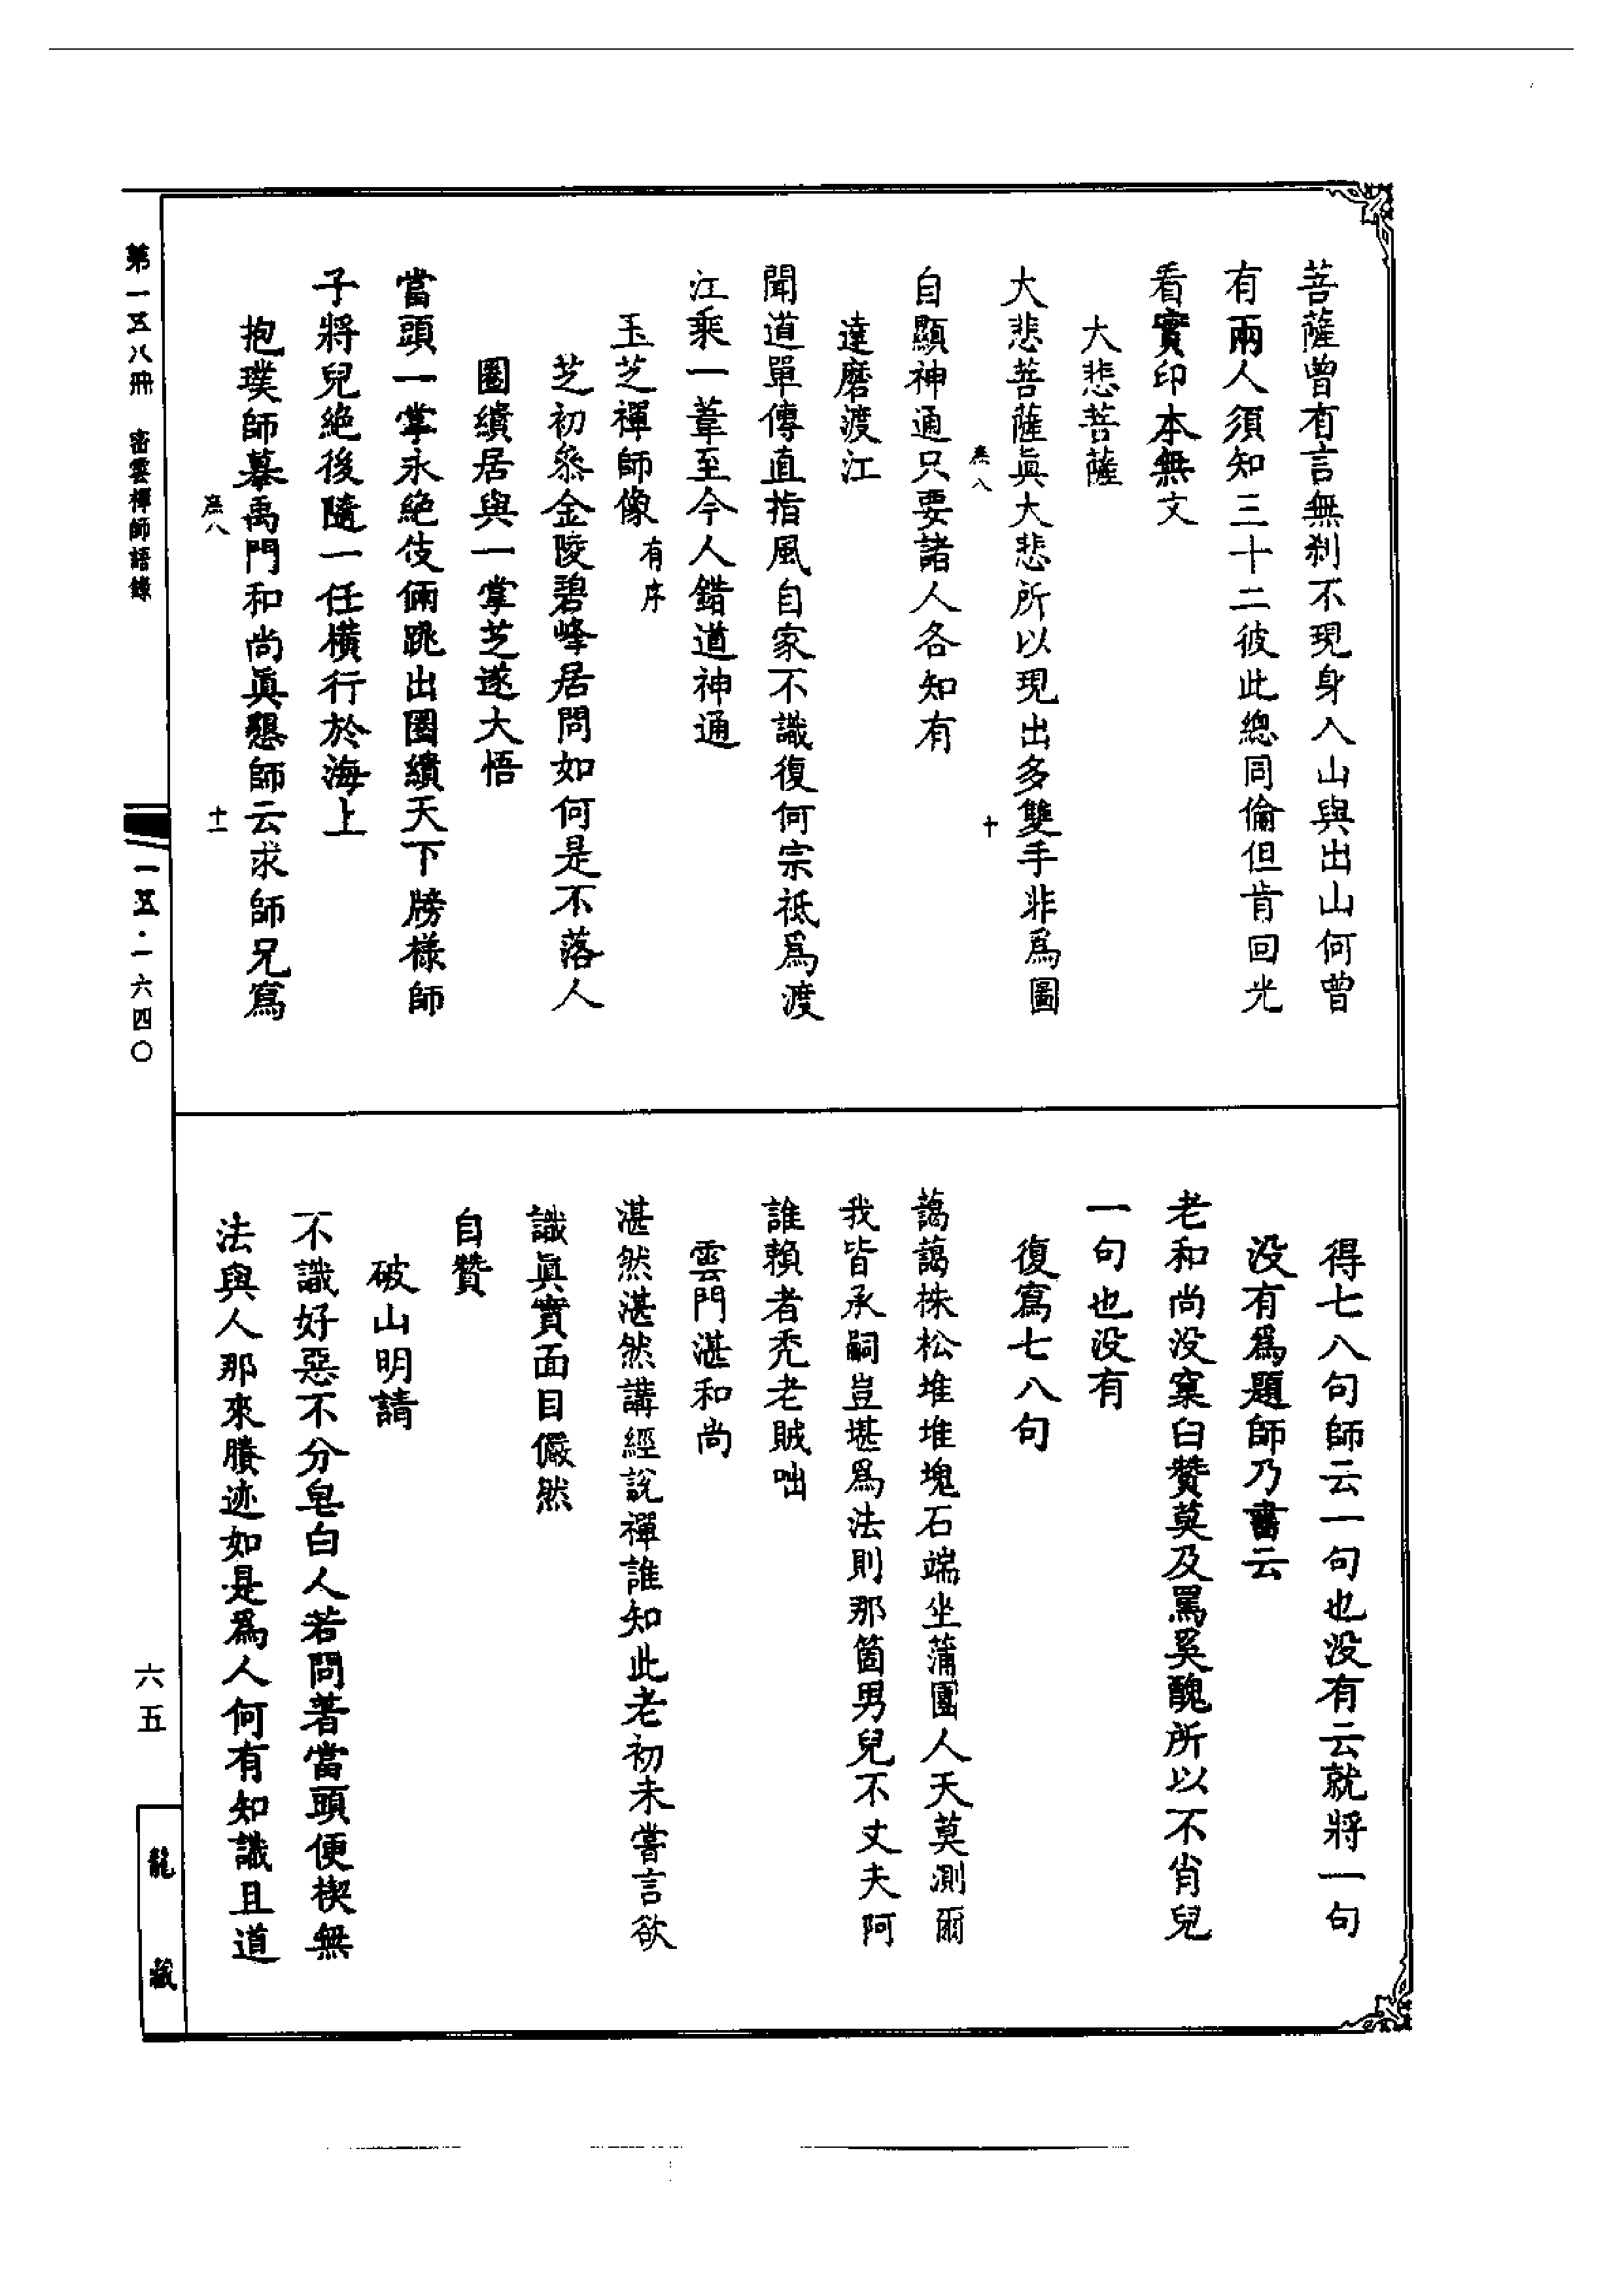 菩薩曾有言無刹不現身入山與出山何曾
有兩人須知三十二彼此總同倫但肯回光
看實印本無文
大悲菩薩
大悲菩薩眞大悲所以現出多雙手非爲圖
自顯神通只要諸人各知有
達磨渡江
聞道單傳直指風自家不識復何宗祇爲渡
江乘一葦至今人錯道神通
玉芝禪師像有序
芝初叅金陵碧峰居問如何是不落人
圈繢居與一掌芝遂大悟
當頭一掌永絶伎倆跳出圈繢天下牓樣師
子將兒絶後隨一任橫行於海上
抱璞師摹禹門和尚眞懇師云求師兄寫
得七八句師云一句也没有云就將一句
没有爲題師乃書云
老和尚没窠臼贊莫及罵奚醜所以不肖兒
一句也没有
復寫七八句
藹藹株松堆堆塊石端坐蒲團人天莫測爾
我皆承嗣豈堪爲法則那箇男兒不丈夫阿
誰賴者禿老賊咄
雲門湛和尚
湛然湛然講經說禪誰知此老初未嘗言欲
識眞實面目儼然
自贊
破山明請
不識好惡不分皂白人若問著當頭便楔無
法與人那來賸迹如是爲人何有知識且道
第一五八冊 密雲禪師語錄
一五·一六四〇
六五
龍藏